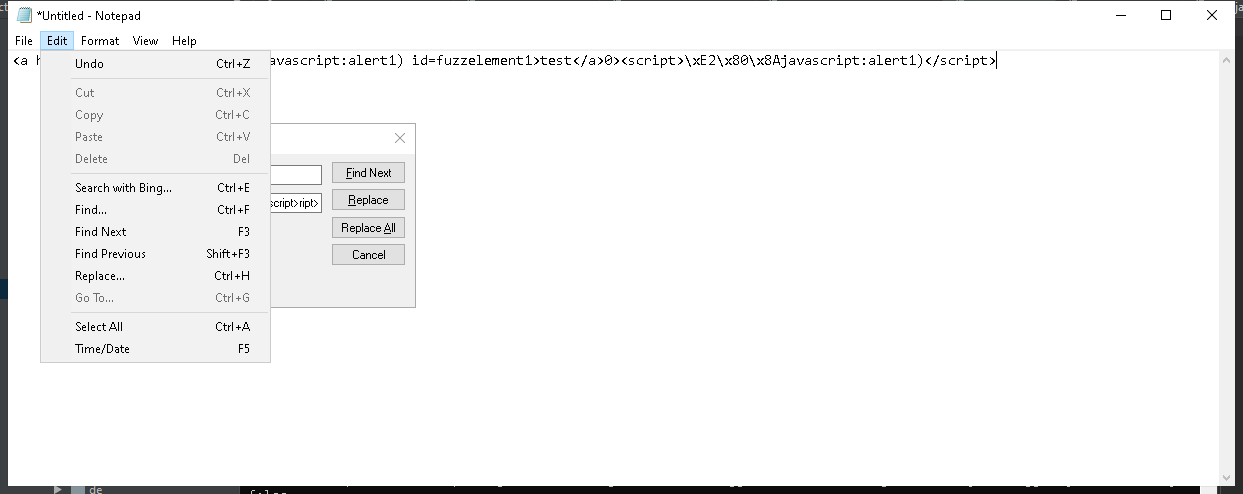 *Untitled - Notepad
File Edit Format View Help
<a h avascript:alert1) id=fuzzelement1>test</a>0><script>\xE2\x80\x8Ajavascript:alert1)</script>
Undo Ctrl+Z
Cut Ctrl+X
Copy Ctrl+C
Paste Ctrl+V
Delete Del
Search with Bing... Ctrl+E
Find... Ctrl+F
Find Next F3
Find Previous Shift+F3
Replace... Ctrl+H
Go To... Ctrl+G
Select All Ctrl+A
Time/Date F5
Find Next
script>ript> Replace
Replace All
Cancel
de